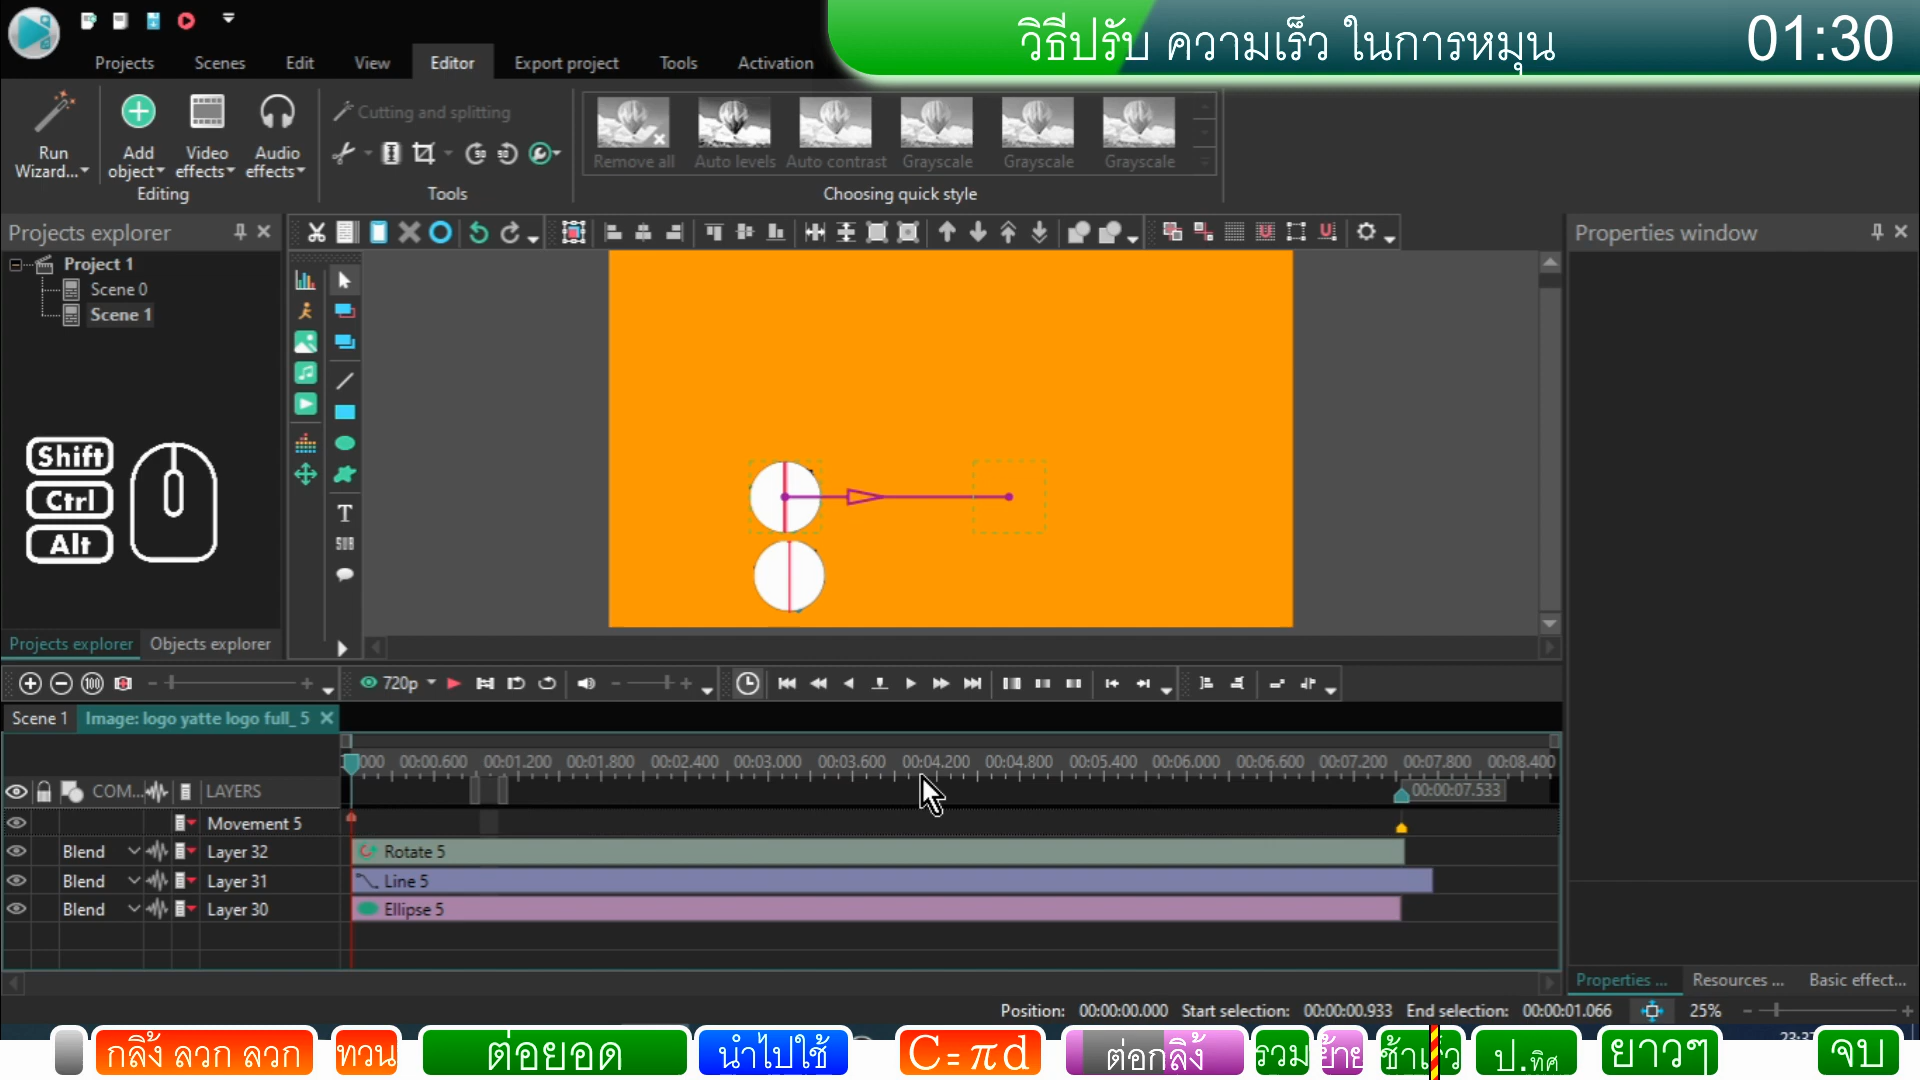 วิธีปรับ ความเร็ว ในการหมุน 01:30
Projects Scenes Edit View Editor Export project Tools Activation
Run Wizard...
Add object
Video effects
Audio effects
Editing
Cutting and splitting
Tools
Remove all Auto levels Auto contrast Grayscale Grayscale Grayscale
Choosing quick style
Projects explorer
Properties window
Project 1
Scene 0
Scene 1
Shift
Ctrl
Alt
T
SUB
Projects explorer Objects explorer
100 720p
Scene 1 Image: logo yatte logo full_ 5
000 00:00.600 00:01.200 00:01.800 00:02.400 00:03.000 00:03.600 00:04.200 00:04.800 00:05.400 00:06.000 00:06.600 00:07.200 00:07.800 00:08.400
COM... LAYERS
00:00:07.533
Movement 5
Blend Layer 32 Rotate 5
Blend Layer 31 Line 5
Blend Layer 30 Ellipse 5
Properties ... Resources ... Basic effect...
Position: 00:00:00.000 Start selection: 00:00:00.933 End selection: 00:00:01.066 25%
กลิ้ง ลวก ลวก ทวน ต่อยอด นำไปใช้ C=πd ต่อกลิ้ง รวม ย้าย ช้าเร็ว ป.ทิศ ยาวๆ จบ